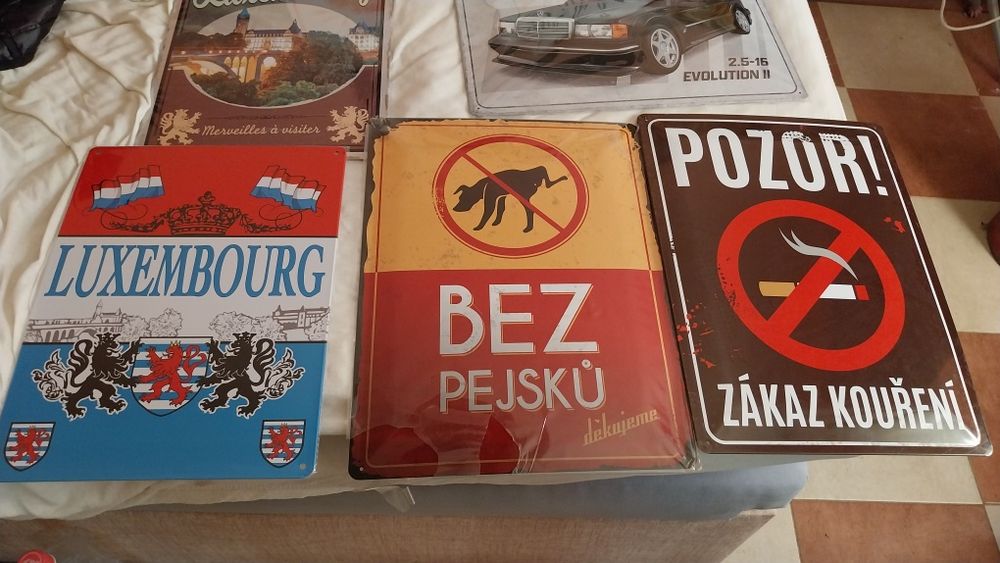 Merveilles à visiter
2.5-16
EVOLUTION II
LUXEMBOURG
BEZ
PEJSKŮ
děkujeme
POZOR!
ZÁKAZ KOUŘENÍ